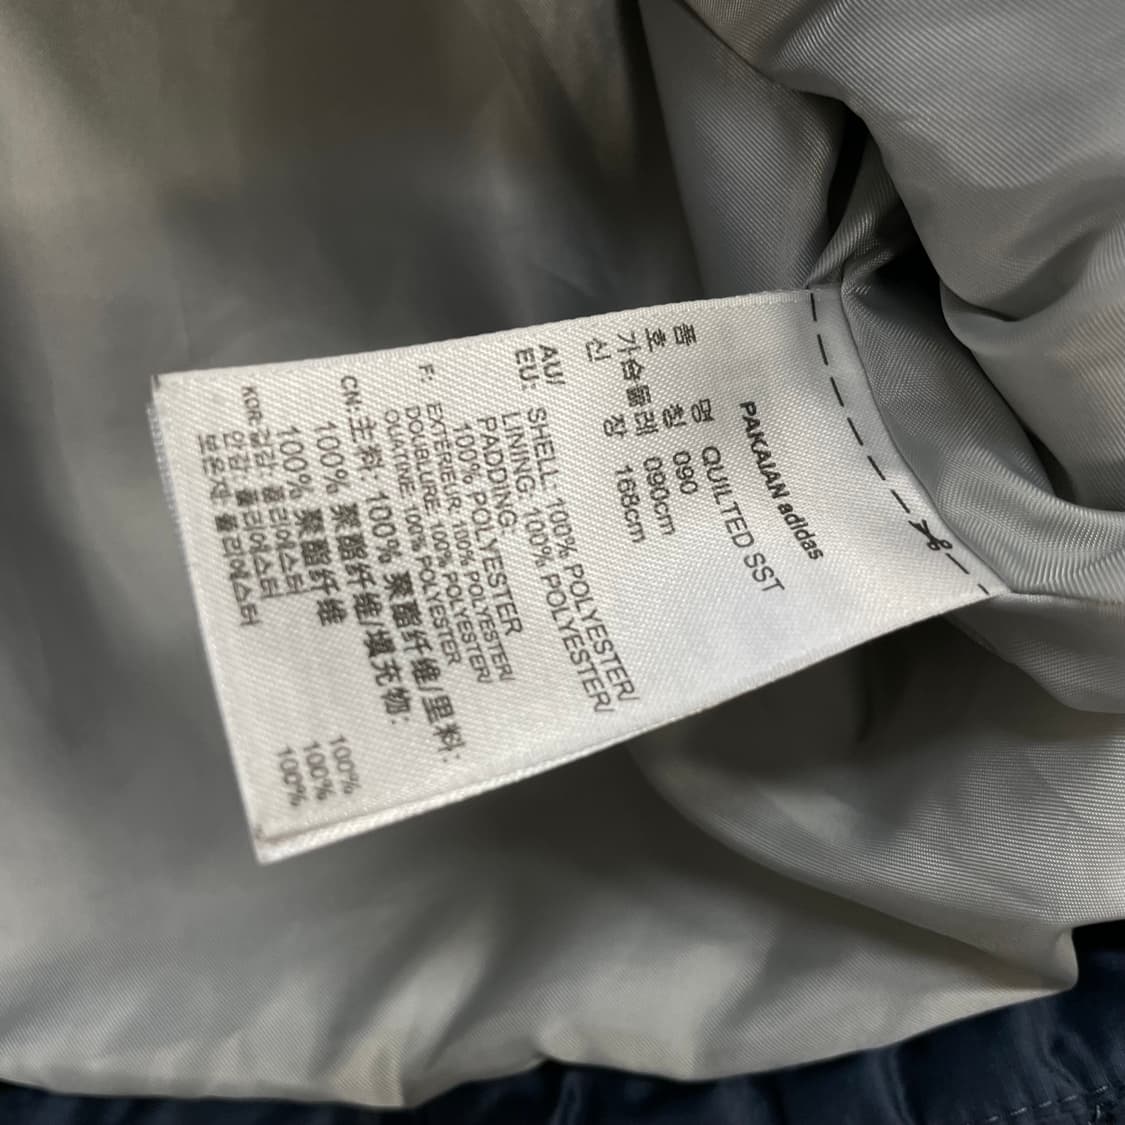 PAKAIAN adidas
품 명 QUILTED SST
호 칭 090
가슴둘레 090cm
신 장 168cm
AU/ SHELL 100% POLYESTER/
EU: LINING: 100% POLYESTER/
PADDING:
100% POLYESTER
F: EXTERIEUR 100% POLYESTER/
DOUBLURE 100% POLYESTER/
OUATINE 100% POLYESTER
CN:主料: 100% 聚酯纤维/里料:
100% 聚酯纤维/填充物:
100% 聚酯纤维
KOR 겉감: 폴리에스터 100%
안감: 폴리에스터 100%
보온재: 폴리에스터 100%